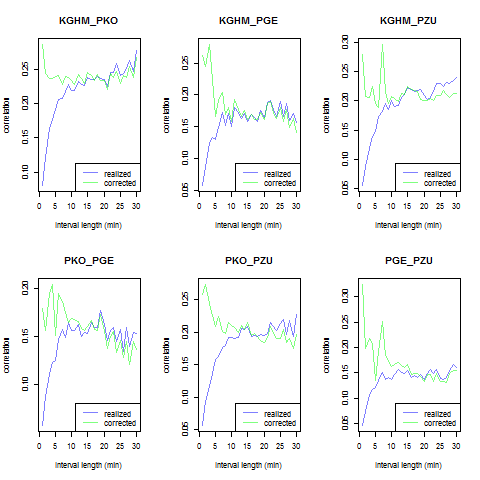 KGHM_PKO KGHM_PGE KGHM_PZU
correlation correlation correlation
0.25 0.25 0.30
0.20 0.20 0.25
0.15 0.15 0.20
0.10 0.10 0.15
0.05 0.10
0.05
realized realized realized
corrected corrected corrected
0 5 10 15 20 25 30 0 5 10 15 20 25 30 0 5 10 15 20 25 30
interval length (min) interval length (min) interval length (min)
PKO_PGE PKO_PZU PGE_PZU
correlation correlation correlation
0.20 0.25 0.30
0.15 0.20 0.25
0.10 0.15 0.20
0.10 0.15
0.05 0.10
0.05
realized realized realized
corrected corrected corrected
0 5 10 15 20 25 30 0 5 10 15 20 25 30 0 5 10 15 20 25 30
interval length (min) interval length (min) interval length (min)